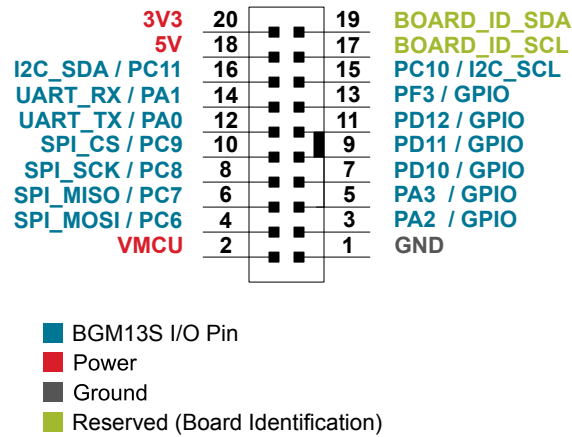 3V3 20 19 BOARD_ID_SDA
5V 18 17 BOARD_ID_SCL
I2C_SDA / PC11 16 15 PC10 / I2C_SCL
UART_RX / PA1 14 13 PF3 / GPIO
UART_TX / PA0 12 11 PD12 / GPIO
SPI_CS / PC9 10 9 PD11 / GPIO
SPI_SCK / PC8 8 7 PD10 / GPIO
SPI_MISO / PC7 6 5 PA3 / GPIO
SPI_MOSI / PC6 4 3 PA2 / GPIO
VMCU 2 1 GND
BGM13S I/O Pin
Power
Ground
Reserved (Board Identification)